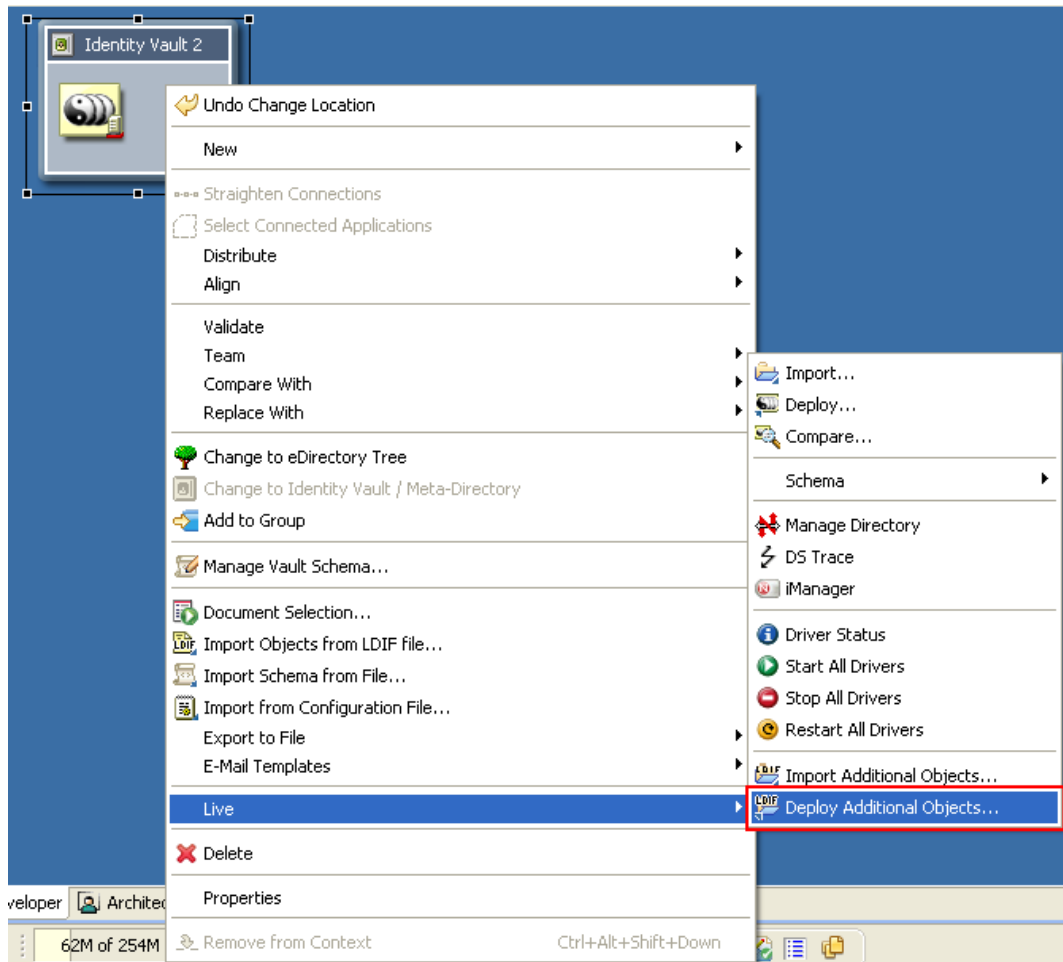 Identity Vault 2
Undo Change Location
New
Straighten Connections
Select Connected Applications
Distribute
Align
Validate
Team
Compare With
Replace With
Change to eDirectory Tree
Change to Identity Vault / Meta-Directory
Add to Group
Manage Vault Schema...
Document Selection...
LDIF
Import Objects from LDIF file...
Import Schema from File...
Import from Configuration File...
Export to File
E-Mail Templates
Live
Delete
Properties
Remove from Context Ctrl+Alt+Shift+Down
Import...
Deploy...
Compare...
Schema
Manage Directory
DS Trace
iManager
Driver Status
Start All Drivers
Stop All Drivers
Restart All Drivers
LDIF
Import Additional Objects...
LDIF
Deploy Additional Objects...
veloper Architec
62M of 254M